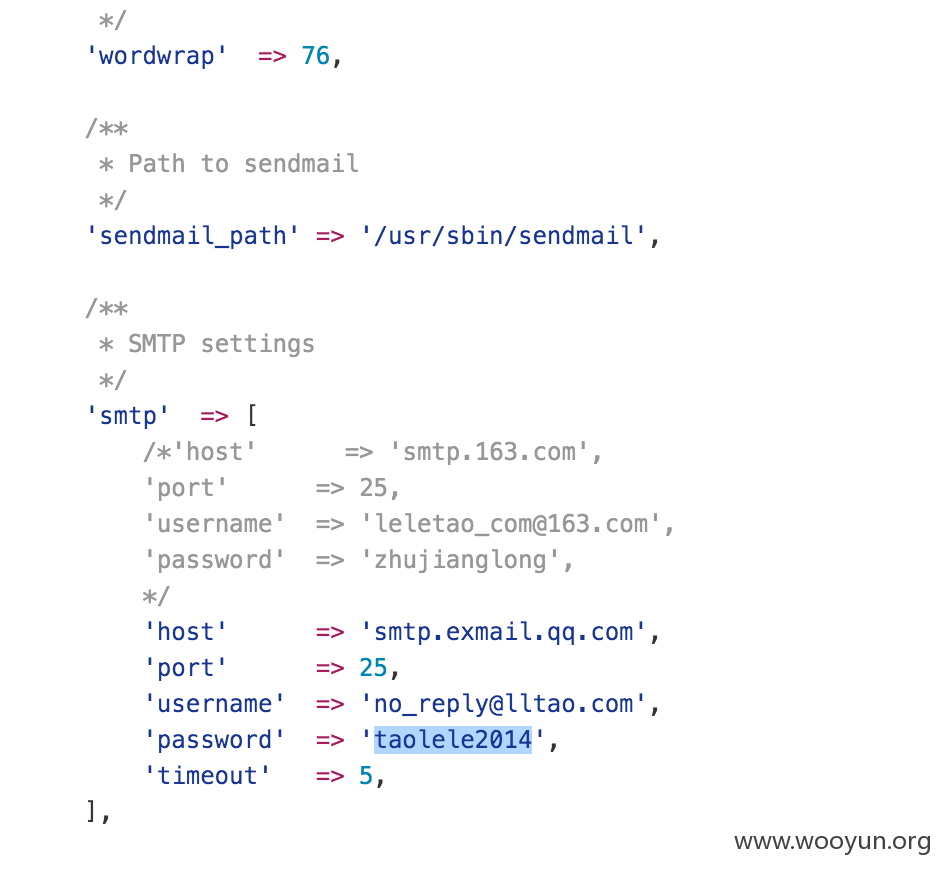 */
'wordwrap'  => 76,
/**
* Path to sendmail
*/
'sendmail_path' => '/usr/sbin/sendmail',
/**
* SMTP settings
*/
'smtp'  => [
/*'host'      => 'smtp.163.com',
'port'      => 25,
'username'  => 'leletao_com@163.com',
'password'  => 'zhujianglong',
*/
'host'      => 'smtp.exmail.qq.com',
'port'      => 25,
'username'  => 'no_reply@lltao.com',
'password'  => 'taolele2014',
'timeout'   => 5,
],
www.wooyun.org